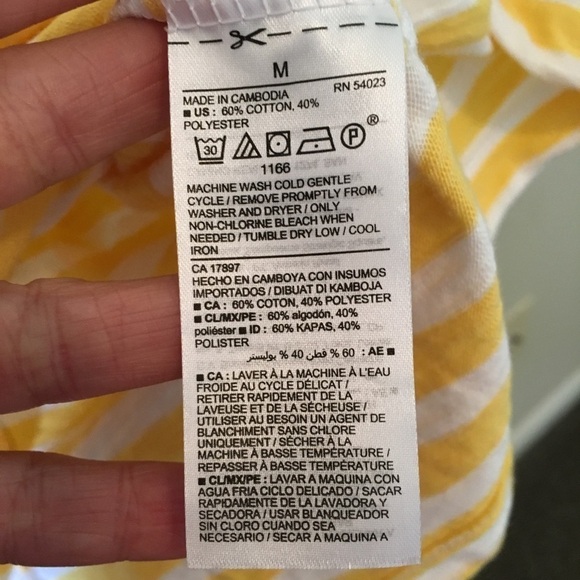 M
MADE IN CAMBODIA RN 54023
■ US : 60% COTTON, 40%
POLYESTER
30 P ®
1166
MACHINE WASH COLD GENTLE
CYCLE / REMOVE PROMPTLY FROM
WASHER AND DRYER / ONLY
NON-CHLORINE BLEACH WHEN
NEEDED / TUMBLE DRY LOW / COOL
IRON
CA 17897
HECHO EN CAMBOYA CON INSUMOS
IMPORTADOS / DIBUAT DI KAMBOJA
■ CA : 60% COTON, 40% POLYESTER
■ CL/MX/PE : 60% algodón, 40%
poliéster ■ ID : 60% KAPAS, 40%
POLISTER
■ AE : 60 % قطن 40 % بوليستر
■ CA : LAVER À LA MACHINE À L'EAU
FROIDE AU CYCLE DÉLICAT /
RETIRER RAPIDEMENT DE LA
LAVEUSE ET DE LA SÉCHEUSE /
UTILISER AU BESOIN UN AGENT DE
BLANCHIMENT SANS CHLORE
UNIQUEMENT / SÉCHER À LA
MACHINE À BASSE TEMPÉRATURE /
REPASSER À BASSE TEMPÉRATURE
■ CL/MX/PE : LAVAR A MAQUINA CON
AGUA FRIA CICLO DELICADO / SACAR
RAPIDAMENTE DE LA LAVADORA Y
SECADORA / USAR BLANQUEADOR
SIN CLORO CUANDO SEA
NECESARIO / SECAR A MAQUINA A